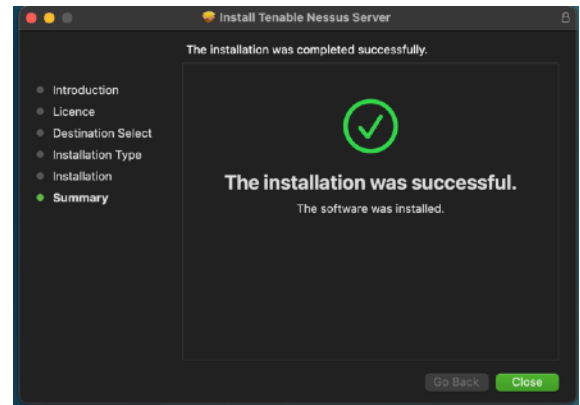 Install Tenable Nessus Server
The installation was completed successfully.
Introduction
Licence
Destination Select
Installation Type
Installation
Summary
The installation was successful.
The software was installed.
Go Back
Close